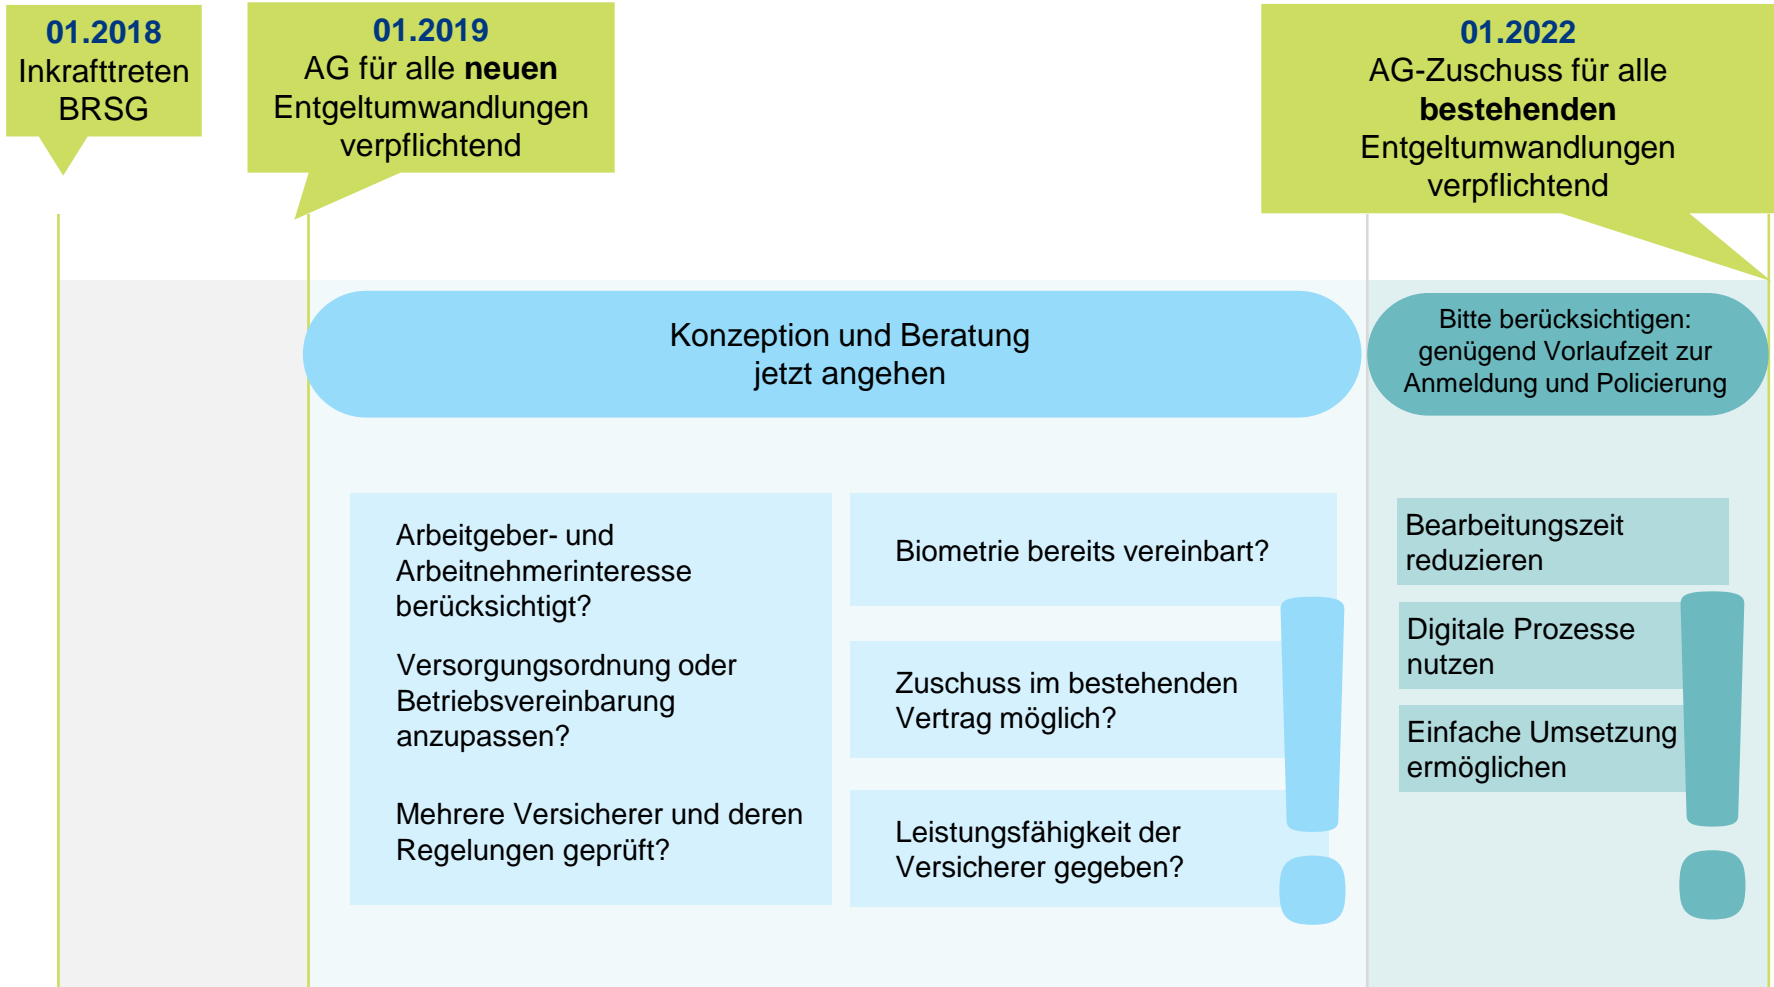 01.2018
Inkrafttreten
BRSG
01.2019
AG für alle neuen
Entgeltumwandlungen
verpflichtend
01.2022
AG-Zuschuss für alle
bestehenden
Entgeltumwandlungen
verpflichtend
Konzeption und Beratung
jetzt angehen
Bitte berücksichtigen:
genügend Vorlaufzeit zur
Anmeldung und Policierung
Arbeitgeber- und
Arbeitnehmerinteresse
berücksichtigt?
Versorgungsordnung oder
Betriebsvereinbarung
anzupassen?
Mehrere Versicherer und deren
Regelungen geprüft?
Biometrie bereits vereinbart?
Zuschuss im bestehenden
Vertrag möglich?
Leistungsfähigkeit der
Versicherer gegeben?
Bearbeitungszeit
reduzieren
Digitale Prozesse
nutzen
Einfache Umsetzung
ermöglichen